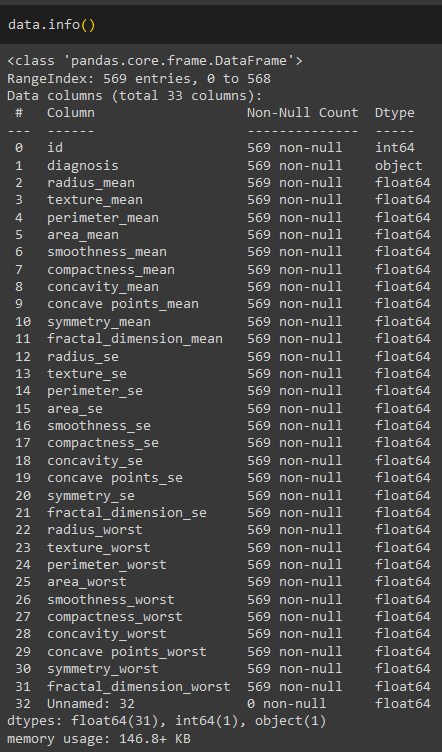 data.info()
<class 'pandas.core.frame.DataFrame'>
RangeIndex: 569 entries, 0 to 568
Data columns (total 33 columns):
 #   Column                   Non-Null Count  Dtype
---  ------                   --------------  -----
 0   id                       569 non-null    int64
 1   diagnosis                569 non-null    object
 2   radius_mean              569 non-null    float64
 3   texture_mean             569 non-null    float64
 4   perimeter_mean           569 non-null    float64
 5   area_mean                569 non-null    float64
 6   smoothness_mean          569 non-null    float64
 7   compactness_mean         569 non-null    float64
 8   concavity_mean           569 non-null    float64
 9   concave points_mean      569 non-null    float64
 10  symmetry_mean            569 non-null    float64
 11  fractal_dimension_mean   569 non-null    float64
 12  radius_se                569 non-null    float64
 13  texture_se               569 non-null    float64
 14  perimeter_se             569 non-null    float64
 15  area_se                  569 non-null    float64
 16  smoothness_se            569 non-null    float64
 17  compactness_se           569 non-null    float64
 18  concavity_se             569 non-null    float64
 19  concave points_se        569 non-null    float64
 20  symmetry_se              569 non-null    float64
 21  fractal_dimension_se     569 non-null    float64
 22  radius_worst             569 non-null    float64
 23  texture_worst            569 non-null    float64
 24  perimeter_worst          569 non-null    float64
 25  area_worst               569 non-null    float64
 26  smoothness_worst         569 non-null    float64
 27  compactness_worst        569 non-null    float64
 28  concavity_worst          569 non-null    float64
 29  concave points_worst     569 non-null    float64
 30  symmetry_worst           569 non-null    float64
 31  fractal_dimension_worst  569 non-null    float64
 32  Unnamed: 32              0 non-null      float64
dtypes: float64(31), int64(1), object(1)
memory usage: 146.8+ KB